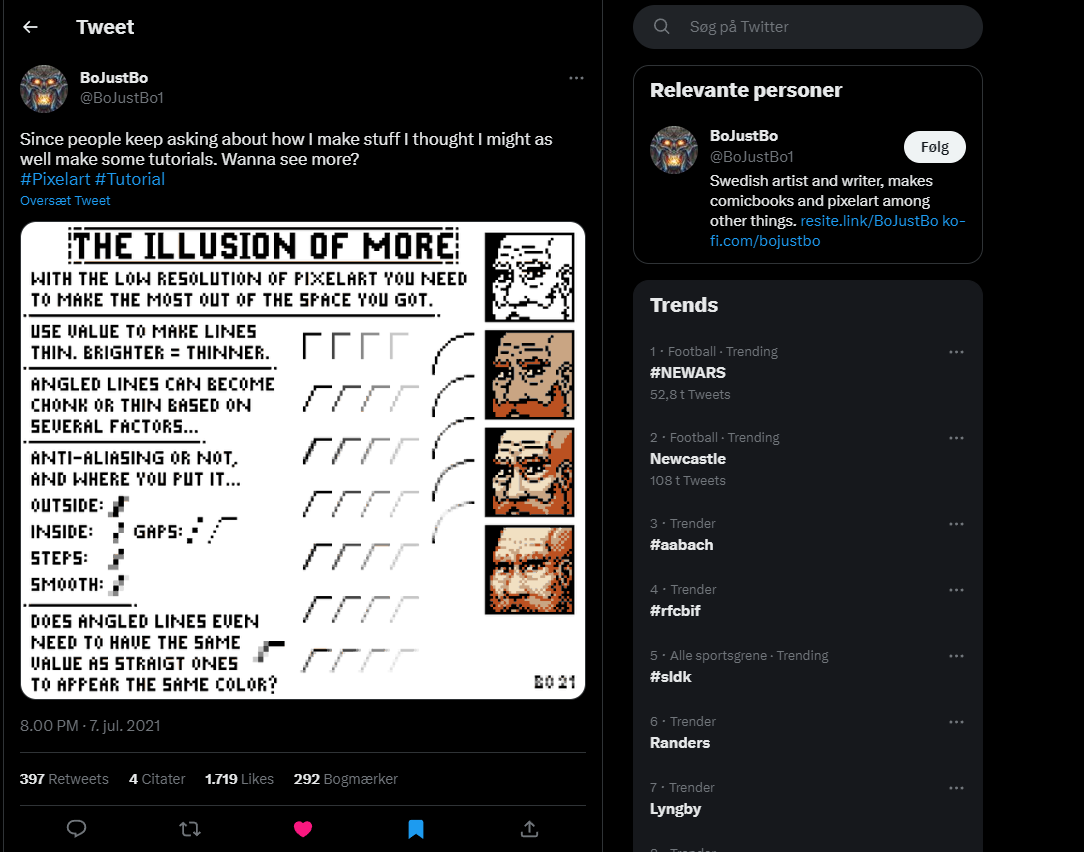 Tweet
BoJustBo
@BoJustBo1
Since people keep asking about how I make stuff I thought I might as
well make some tutorials. Wanna see more?
#Pixelart #Tutorial
Oversæt Tweet
THE ILLUSION OF MORE
WITH THE LOW RESOLUTION OF PIXELART YOU NEED
TO MAKE THE MOST OUT OF THE SPACE YOU GOT.
USE VALUE TO MAKE LINES
THIN. BRIGHTER = THINNER.
ANGLED LINES CAN BECOME
CHONK OR THIN BASED ON
SEVERAL FACTORS...
ANTI-ALIASING OR NOT,
AND WHERE YOU PUT IT...
OUTSIDE:
INSIDE: GAPS:
STEPS:
SMOOTH:
DOES ANGLED LINES EVEN
NEED TO HAVE THE SAME
VALUE AS STRAIGT ONES
TO APPEAR THE SAME COLOR?
BO 21
8.00 PM · 7. jul. 2021
397 Retweets 4 Citater 1.719 Likes 292 Bogmærker
Søg på Twitter
Relevante personer
BoJustBo
@BoJustBo1
Følg
Swedish artist and writer, makes
comicbooks and pixelart among
other things. resite.link/BoJustBo ko-
fi.com/bojustbo
Trends
1 · Football · Trending
#NEWARS
52,8 t Tweets
2 · Football · Trending
Newcastle
108 t Tweets
3 · Trender
#aabach
4 · Trender
#rfcbif
5 · Alle sportsgrene · Trending
#sldk
6 · Trender
Randers
7 · Trender
Lyngby